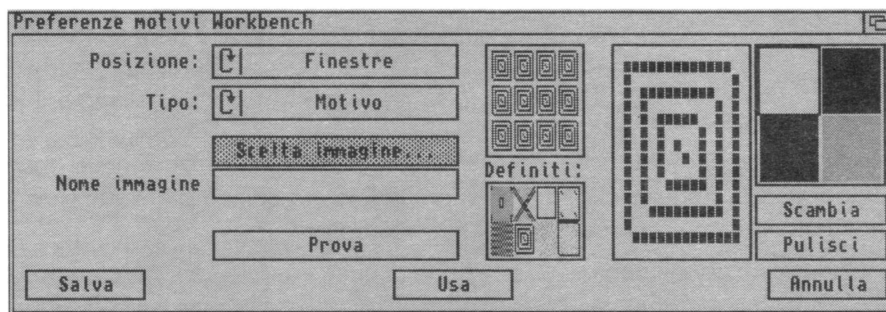 Preferenze motivi Workbench
Posizione: Finestre
Tipo: Motivo
Scelta immagine...
Nome immagine
Definiti:
Prova
Scambia
Pulisci
Salva Usa Annulla